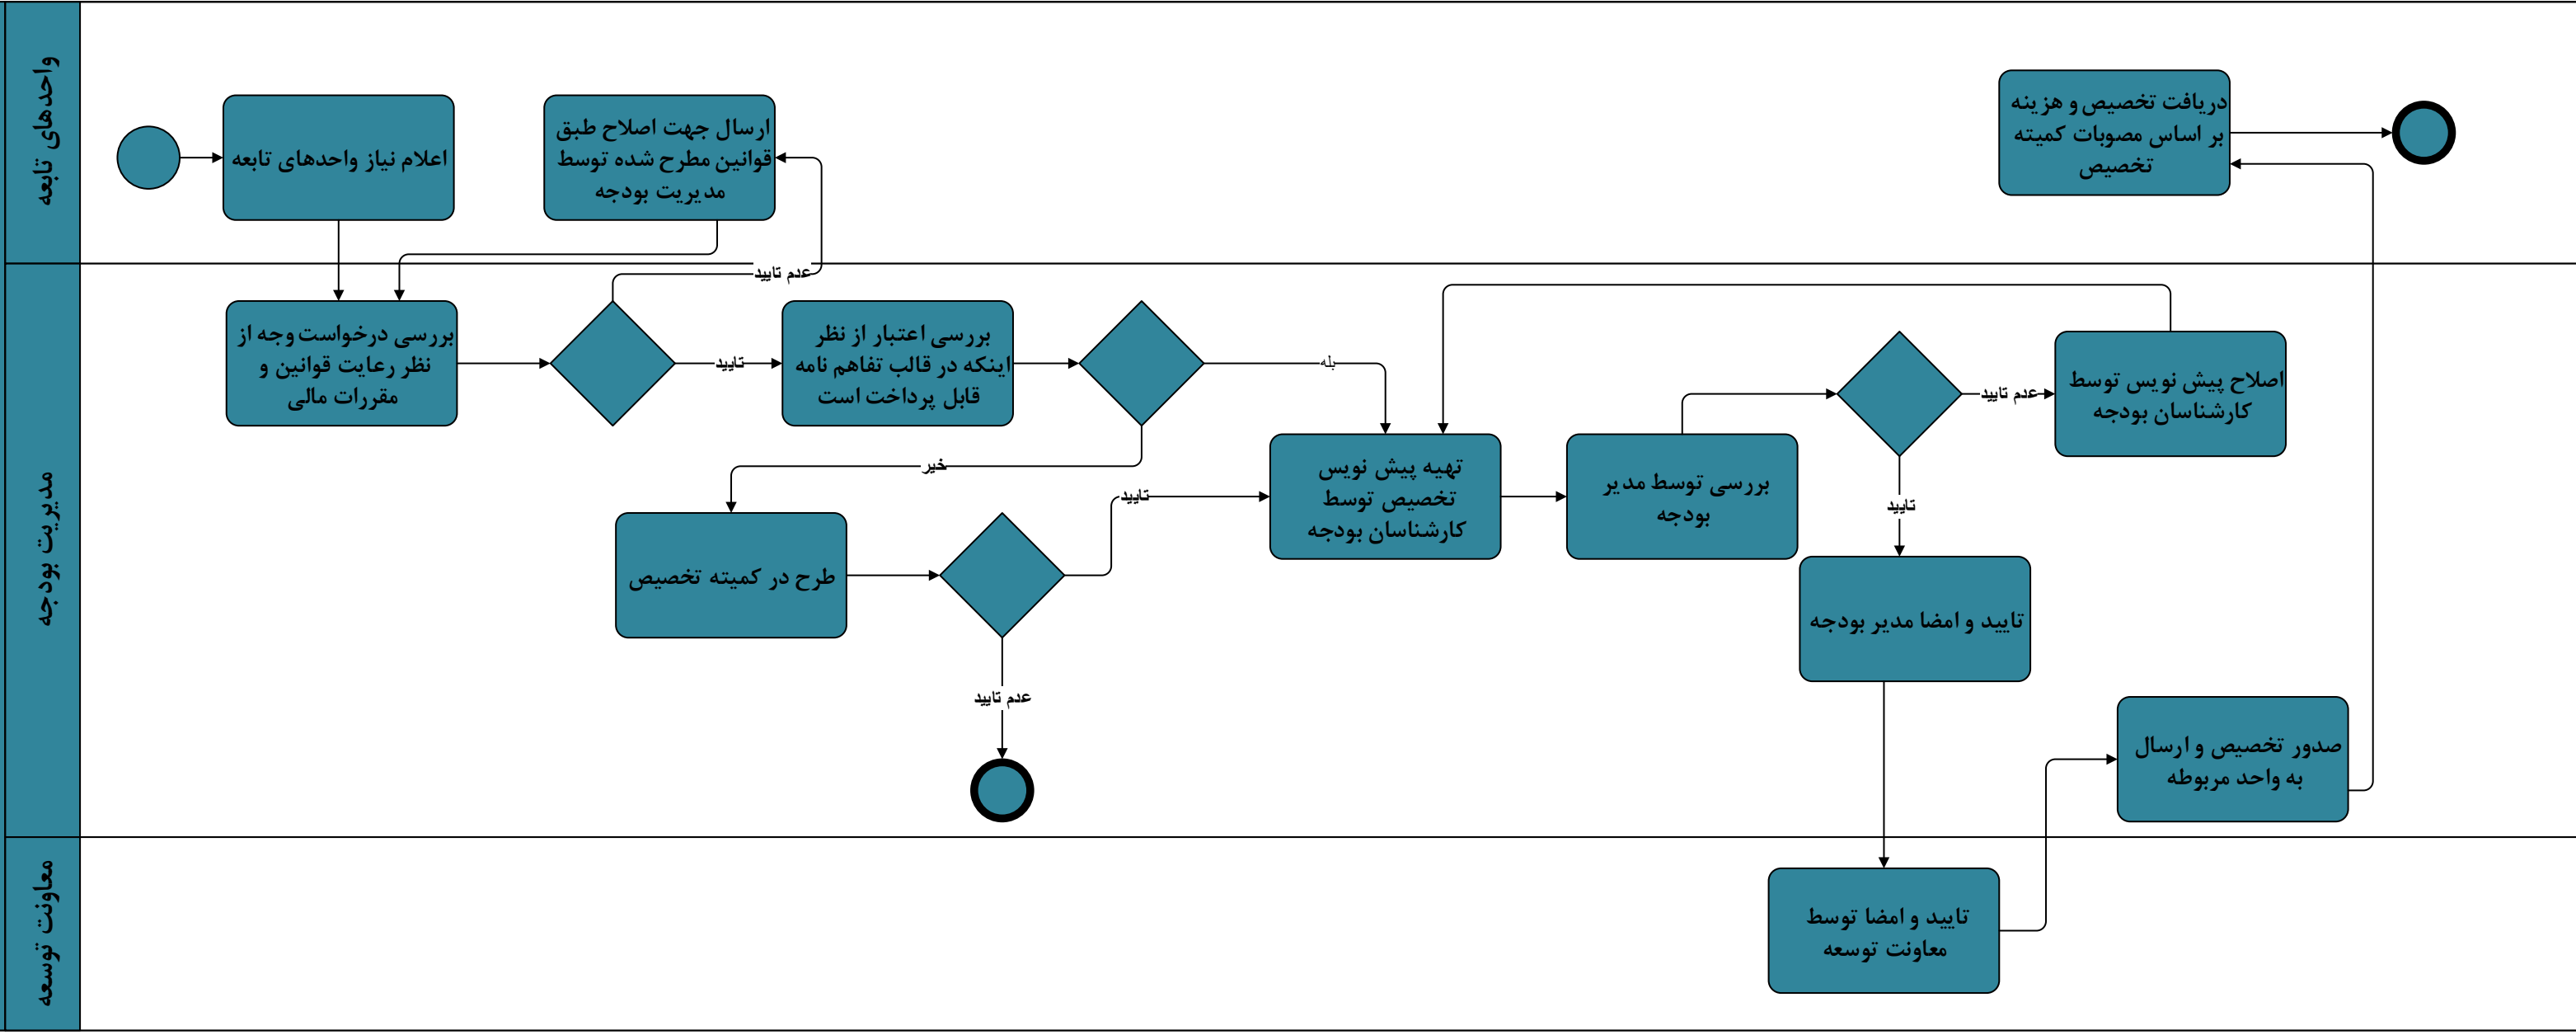 واحدهای تابعه
اعلام نیاز واحدهای تابعه
ارسال جهت اصلاح طبق
قوانین مطرح شده توسط
مدیریت بودجه
دریافت تخصیص و هزینه
بر اساس مصوبات کمیته
تخصیص
مدیریت بودجه
عدم تایید
بررسی درخواست وجه از
نظر رعایت قوانین و
مقررات مالی
تایید
بررسی اعتبار از نظر
اینکه در قالب تفاهم نامه
قابل پرداخت است
بله
خیر
طرح در کمیته تخصیص
تایید
عدم تایید
تهیه پیش نویس
تخصیص توسط
کارشناسان بودجه
بررسی توسط مدیر
بودجه
عدم تایید
اصلاح پیش نویس توسط
کارشناسان بودجه
تایید
تایید و امضا مدیر بودجه
صدور تخصیص و ارسال
به واحد مربوطه
معاونت توسعه
تایید و امضا توسط
معاونت توسعه